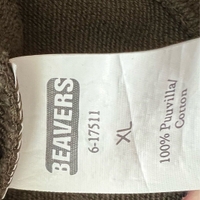 BEAVERS
6-17511
XL
100% Puuvilla/
Cotton